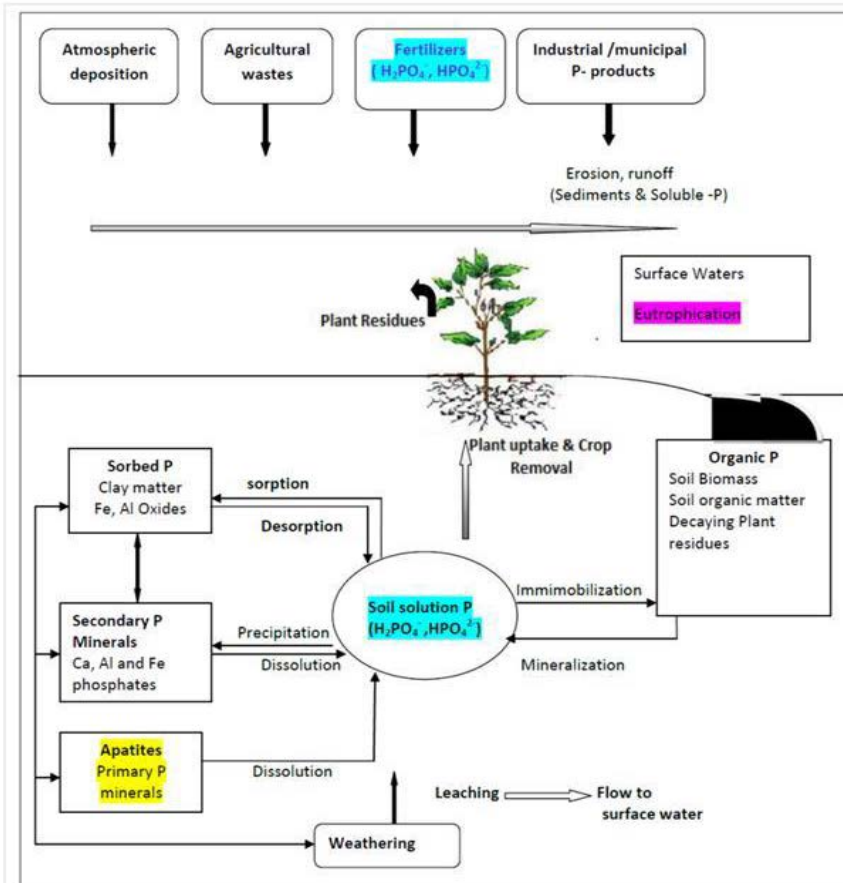 Atmospheric
deposition
Agricultural
wastes
Fertilizers
( H₂PO₄⁻, HPO₄²⁻)
Industrial /municipal
P- products
Erosion, runoff
(Sediments & Soluble -P)
Surface Waters
Eutrophication
Plant Residues
Plant uptake & Crop
Removal
Sorbed P
Clay matter
Fe, Al Oxides
sorption
Desorption
Organic P
Soil Biomass
Soil organic matter
Decaying Plant
residues
Soil solution P
(H₂PO₄⁻,HPO₄²⁻)
Immimobilization
Mineralization
Secondary P
Minerals
Ca, Al and Fe
phosphates
Precipitation
Dissolution
Apatites
Primary P
minerals
Dissolution
Leaching
Flow to
surface water
Weathering